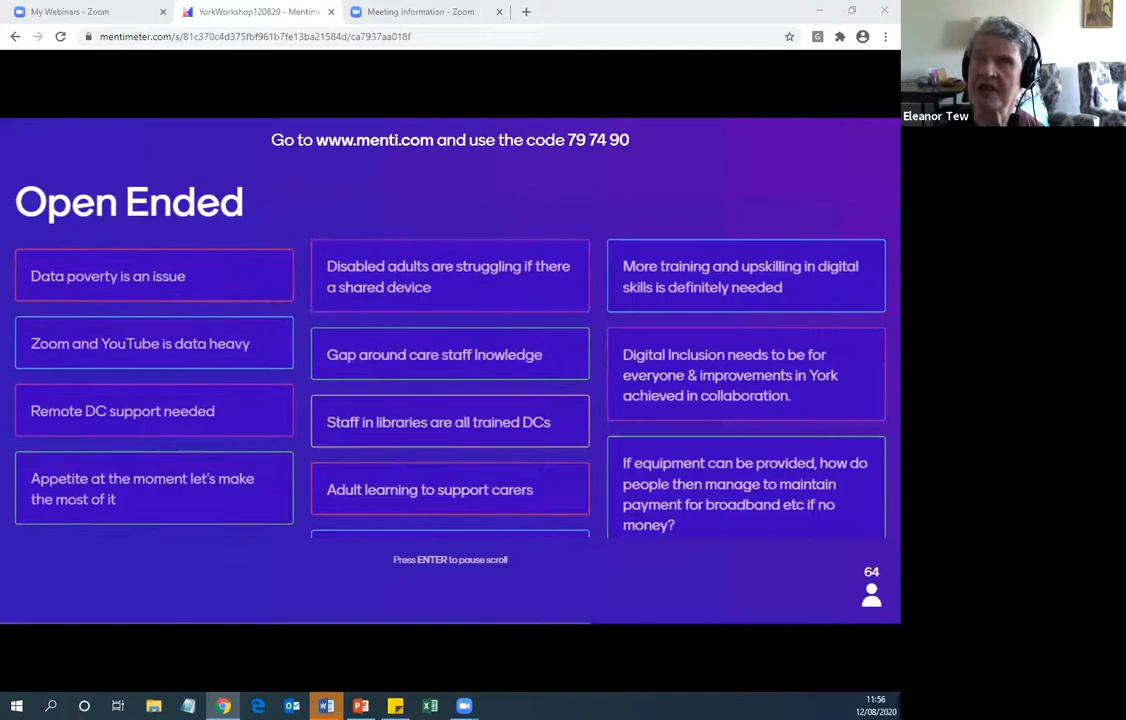 My Webinars - Zoom
YorkWorkshop120820 - Mentim
Meeting Information - Zoom
mentimeter.com/s/81c370c4d375fbf961b7fe13ba21584d/ca7937aa018f
Eleanor Tew
Go to www.menti.com and use the code 79 74 90
Open Ended
Data poverty is an issue
Zoom and YouTube is data heavy
Remote DC support needed
Appetite at the moment let's make
the most of it
Disabled adults are struggling if there
a shared device
Gap around care staff lnowledge
Staff in libraries are all trained DCs
Adult learning to support carers
More training and upskilling in digital
skills is definitely needed
Digital Inclusion needs to be for
everyone & improvements in York
achieved in collaboration.
If equipment can be provided, how do
people then manage to maintain
payment for broadband etc if no
money?
Press ENTER to pause scroll
64
11:56
12/08/2020